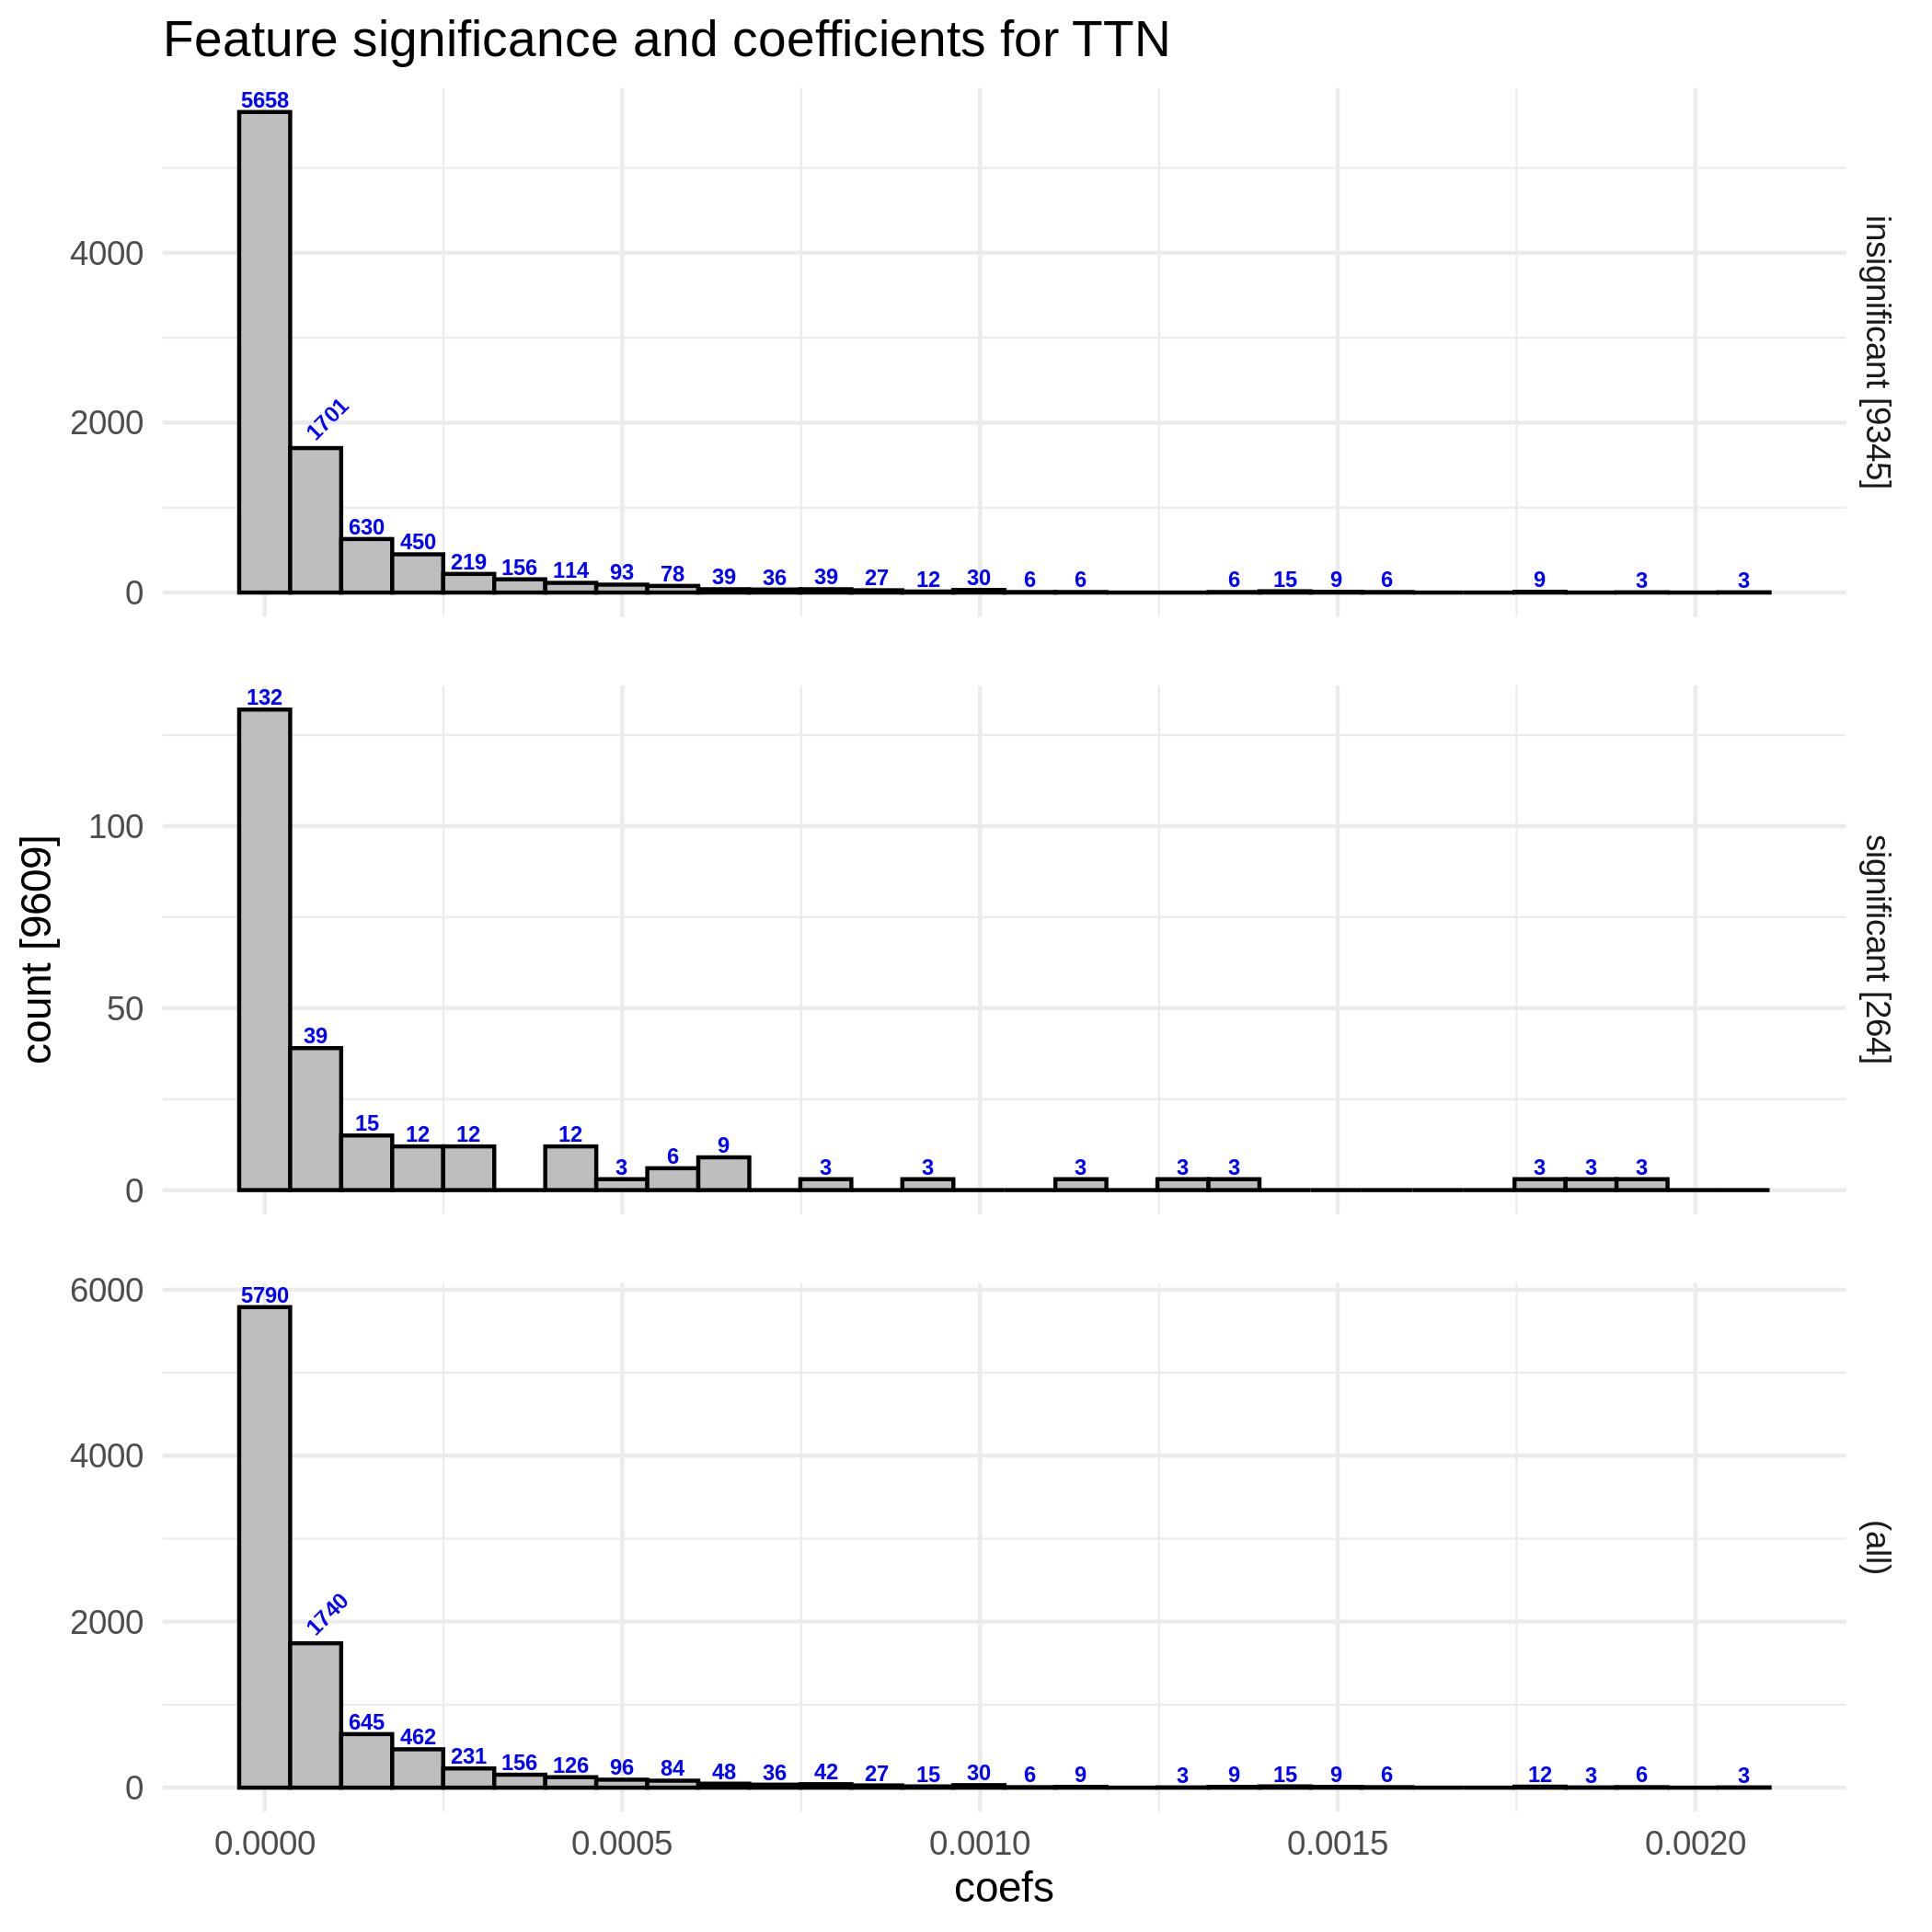 Feature significance and coefficients for TTN
5658
1701
630 450 219 156 114 93 78 39 36 39 27 12 30 6 6 6 15 9 6 9 3 3
4000
2000
0
insignificant [9345]
132
39
15 12 12 12 3 6 9 3 3 3 3 3 3 3 3
100
50
0
significant [264]
count [9609]
5790
1740
645 462 231 156 126 96 84 48 36 42 27 15 30 6 9 3 9 15 9 6 12 3 6 3
6000
4000
2000
0
(all)
0.0000 0.0005 0.0010 0.0015 0.0020
coefs